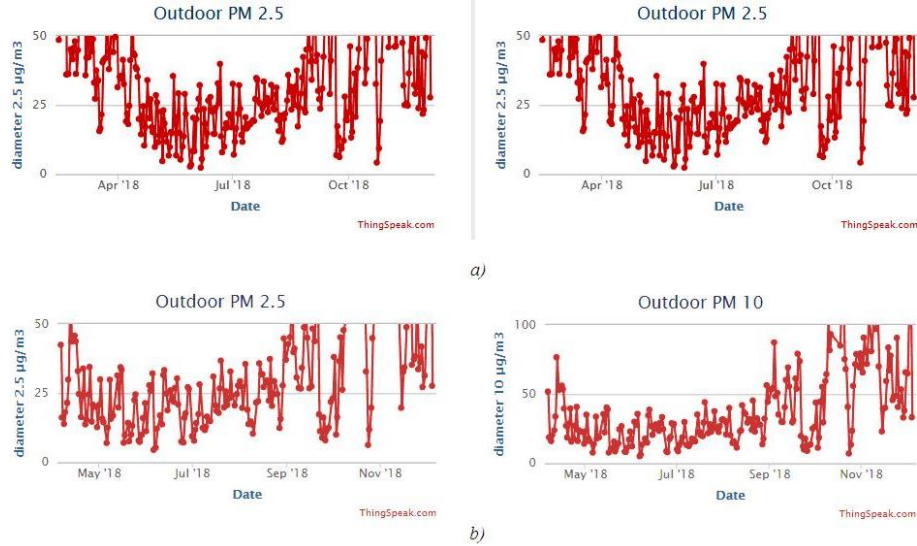 Outdoor PM 2.5
diameter 2.5 µg/m3
50
25
0
Apr '18
Jul '18
Oct '18
Date
ThingSpeak.com
Outdoor PM 2.5
diameter 2.5 µg/m3
50
25
0
Apr '18
Jul '18
Oct '18
Date
ThingSpeak.com
a)
Outdoor PM 2.5
diameter 2.5 µg/m3
50
25
0
May '18
Jul '18
Sep '18
Nov '18
Date
ThingSpeak.com
Outdoor PM 10
diameter 10 µg/m3
100
50
0
May '18
Jul '18
Sep '18
Nov '18
Date
ThingSpeak.com
b)